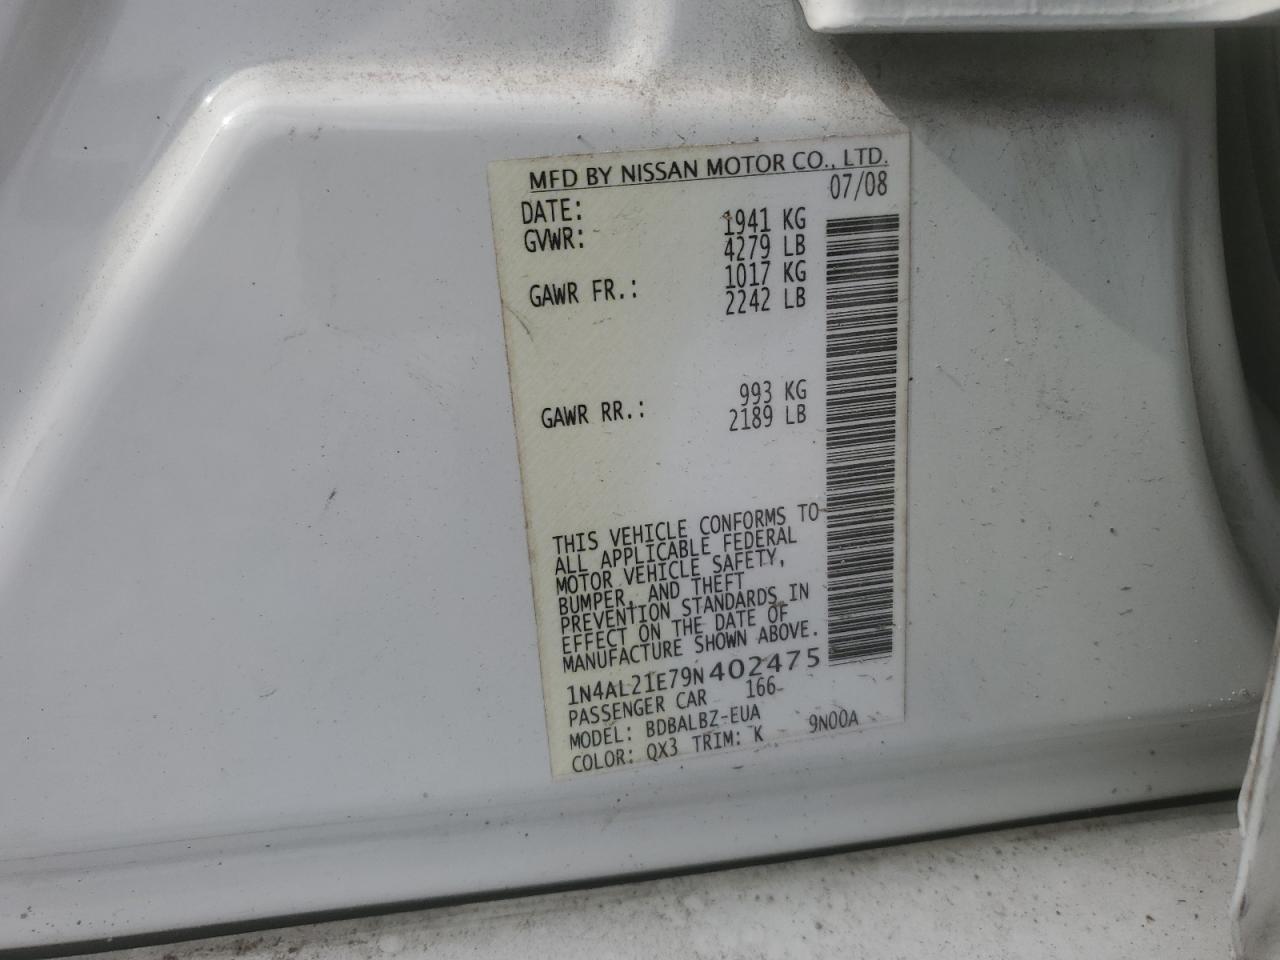 MFD BY NISSAN MOTOR CO., LTD.
DATE: 07/08
GVWR: 1941 KG
4279 LB
GAWR FR.: 1017 KG
2242 LB
GAWR RR.: 993 KG
2189 LB
THIS VEHICLE CONFORMS TO
ALL APPLICABLE FEDERAL
MOTOR VEHICLE SAFETY,
BUMPER, AND THEFT
PREVENTION STANDARDS IN
EFFECT ON THE DATE OF
MANUFACTURE SHOWN ABOVE.
1N4AL21E79N402475
PASSENGER CAR 166
MODEL: BDBALBZ-EUA 9N00A
COLOR: QX3 TRIM: K